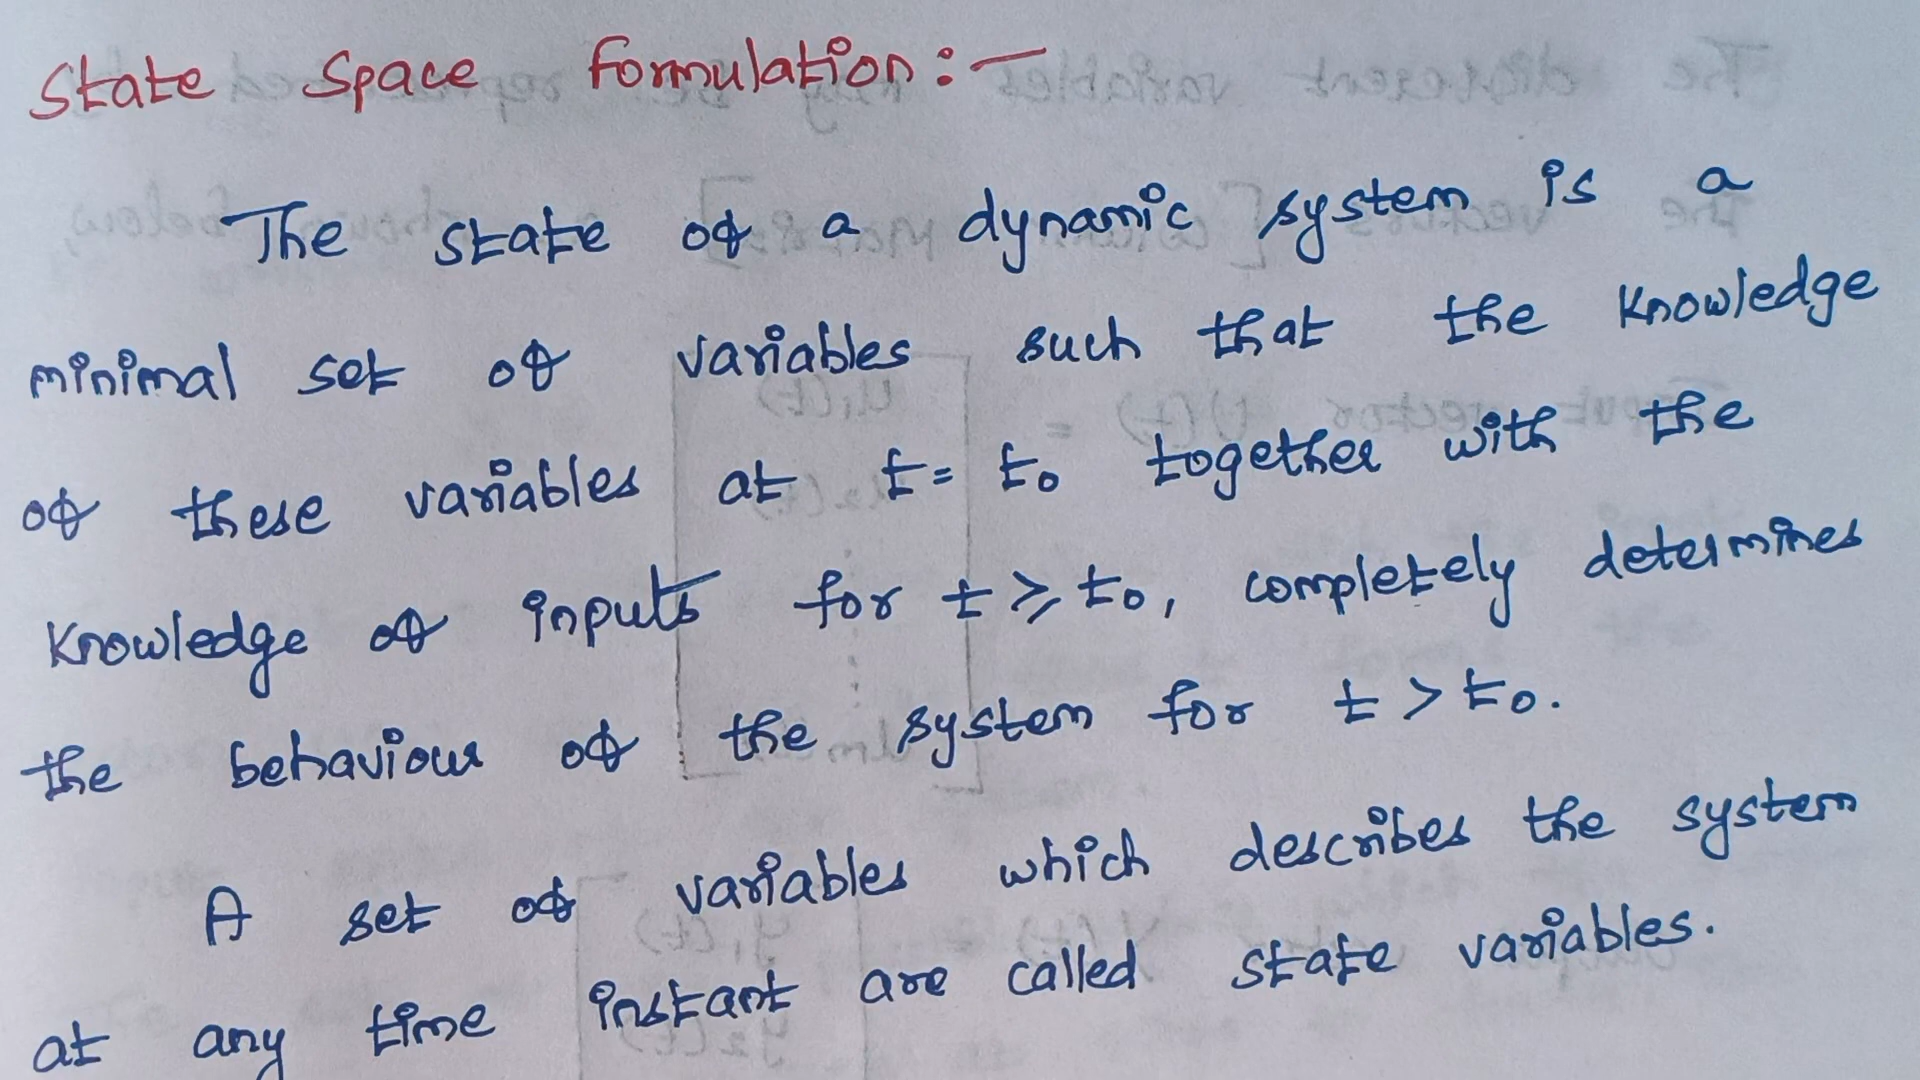 State Space Formulation :-
The state of a dynamic system is a
minimal set of variables such that the knowledge
of these variables at t = t₀ together with the
knowledge of inputs for t ≥ t₀, completely determines
the behaviour of the system for t > t₀.
A set of variables which describes the system
at any time instant are called state variables.